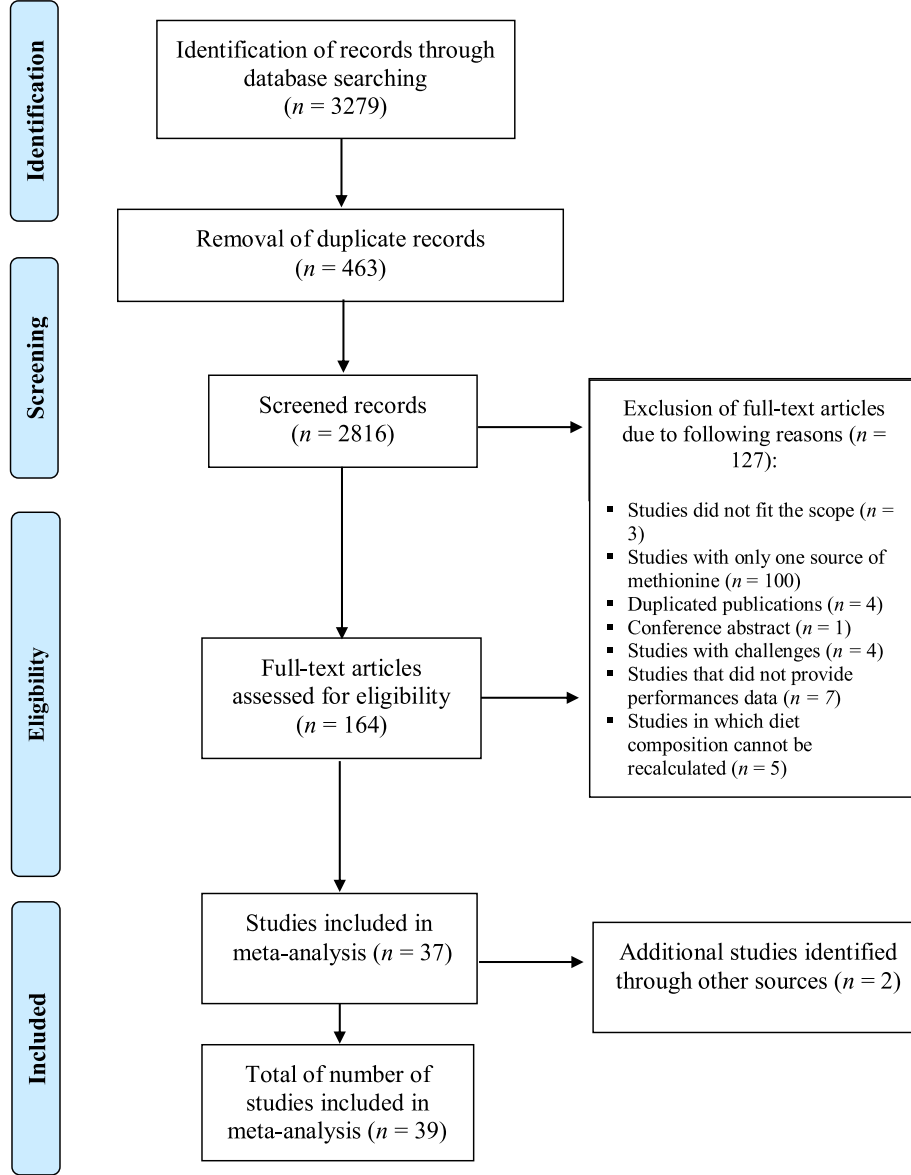 Identification
Identification of records through
database searching
(n = 3279)
Removal of duplicate records
(n = 463)
Screening
Screened records
(n = 2816)
Exclusion of full-text articles
due to following reasons (n =
127):
▪ Studies did not fit the scope (n =
3)
▪ Studies with only one source of
methionine (n = 100)
▪ Duplicated publications (n = 4)
▪ Conference abstract (n = 1)
▪ Studies with challenges (n = 4)
▪ Studies that did not provide
performances data (n = 7)
▪ Studies in which diet
composition cannot be
recalculated (n = 5)
Eligibility
Full-text articles
assessed for eligibility
(n = 164)
Included
Studies included in
meta-analysis (n = 37)
Additional studies identified
through other sources (n = 2)
Total of number of
studies included in
meta-analysis (n = 39)